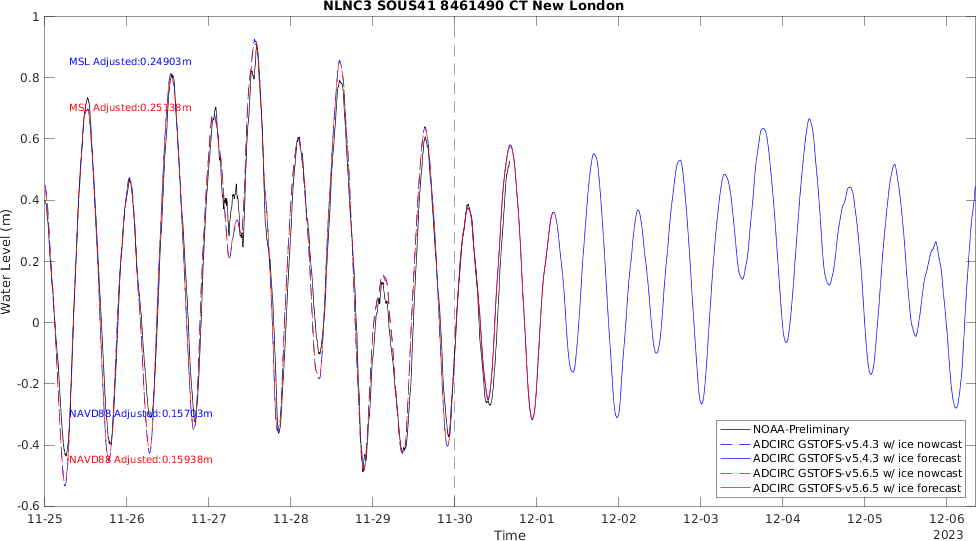 NLNC3 SOUS41 8461490 CT New London
1
0.8
0.6
0.4
0.2
0
-0.2
-0.4
-0.6
Water Level (m)
MSL Adjusted:0.24903m
MSL Adjusted:0.25138m
NAVD88 Adjusted:0.15703m
NAVD88 Adjusted:0.15938m
NOAA-Preliminary
ADCIRC GSTOFS-v5.4.3 w/ ice nowcast
ADCIRC GSTOFS-v5.4.3 w/ ice forecast
ADCIRC GSTOFS-v5.6.5 w/ ice nowcast
ADCIRC GSTOFS-v5.6.5 w/ ice forecast
11-25 11-26 11-27 11-28 11-29 11-30 12-01 12-02 12-03 12-04 12-05 12-06
Time
2023